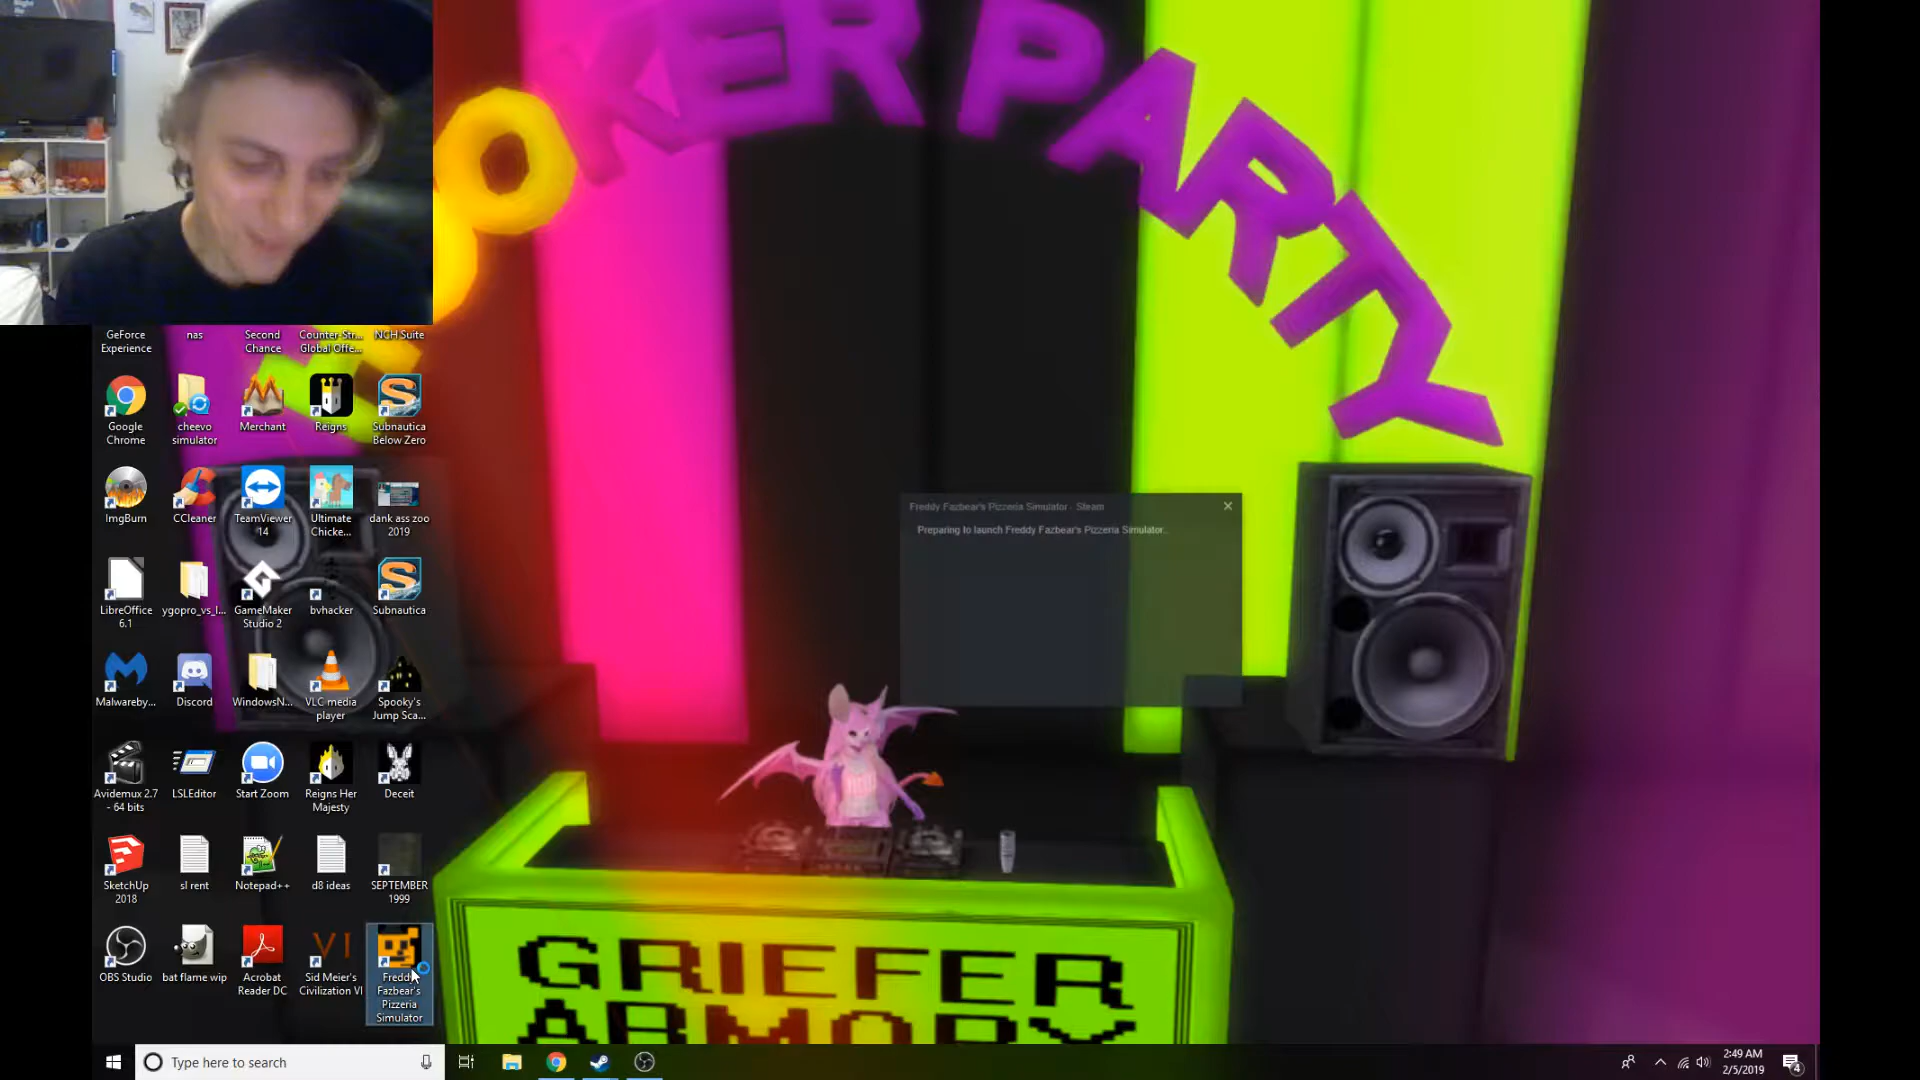 POKER PARTY
GeForce
Experience
nas
Second
Chance
Counter-Str...
Global Offe...
NCH Suite
Google
Chrome
cheevo
simulator
Merchant
Reigns
Subnautica
Below Zero
ImgBurn
CCleaner
TeamViewer
14
Ultimate
Chicke...
dank ass zoo
2019
Freddy Fazbear's Pizzeria Simulator - Steam
Preparing to launch Freddy Fazbear's Pizzeria Simulator..
LibreOffice
6.1
ygopro_vs_l...
GameMaker
Studio 2
bvhacker
Subnautica
Malwareby...
Discord
WindowsN...
VLC media
player
Spooky's
Jump Sca...
Avidemux 2.7
- 64 bits
LSLEditor
Start Zoom
Reigns Her
Majesty
Deceit
SketchUp
2018
sl rent
Notepad++
d8 ideas
SEPTEMBER
1999
OBS Studio
bat flame wip
Acrobat
Reader DC
VI
Sid Meier's
Civilization VI
Freddy
Fazbear's
Pizzeria
Simulator
GRIEFER
ARMORY
Type here to search
2:49 AM
2/5/2019
4